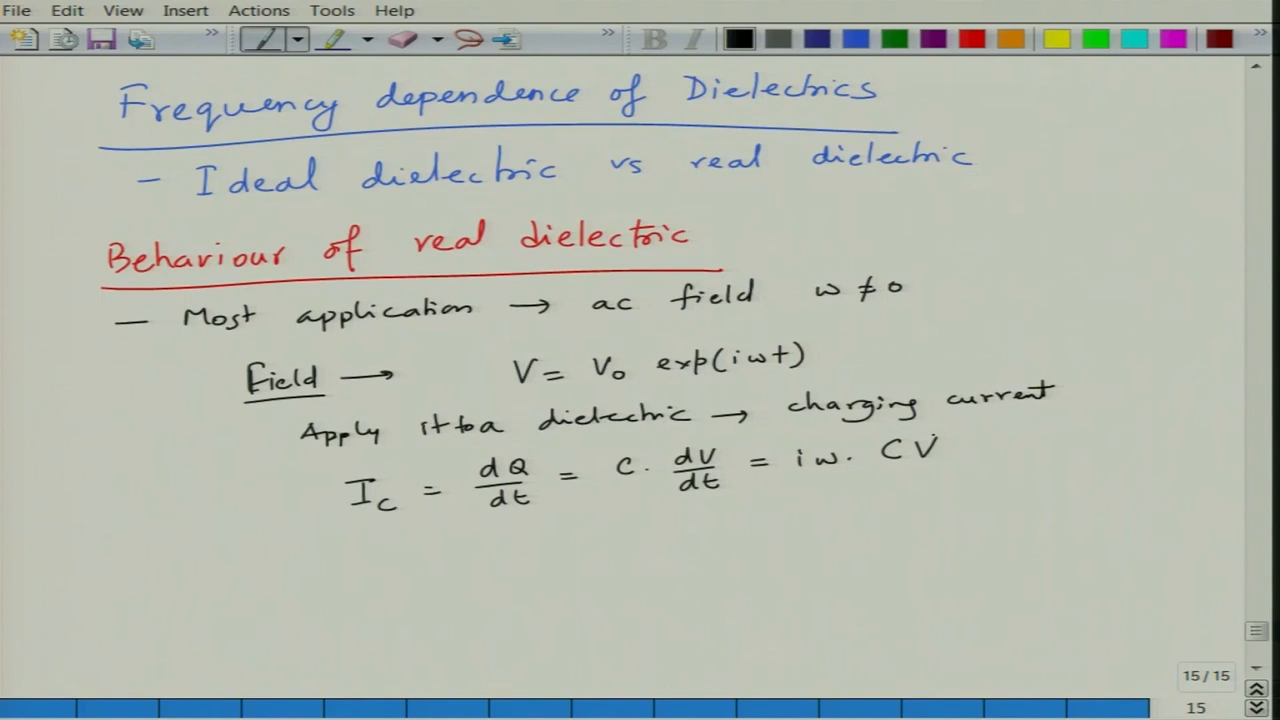 File Edit View Insert Actions Tools Help
Frequency dependence of Dielectrics
- Ideal dielectric vs real dielectric
Behaviour of real dielectric
- Most application → ac field ω ≠ 0
Field → V = V₀ exp(iωt)
Apply it to a dielectric → charging current
I_C = dQ/dt = C. dV/dt = iω. CV
15 / 15
15